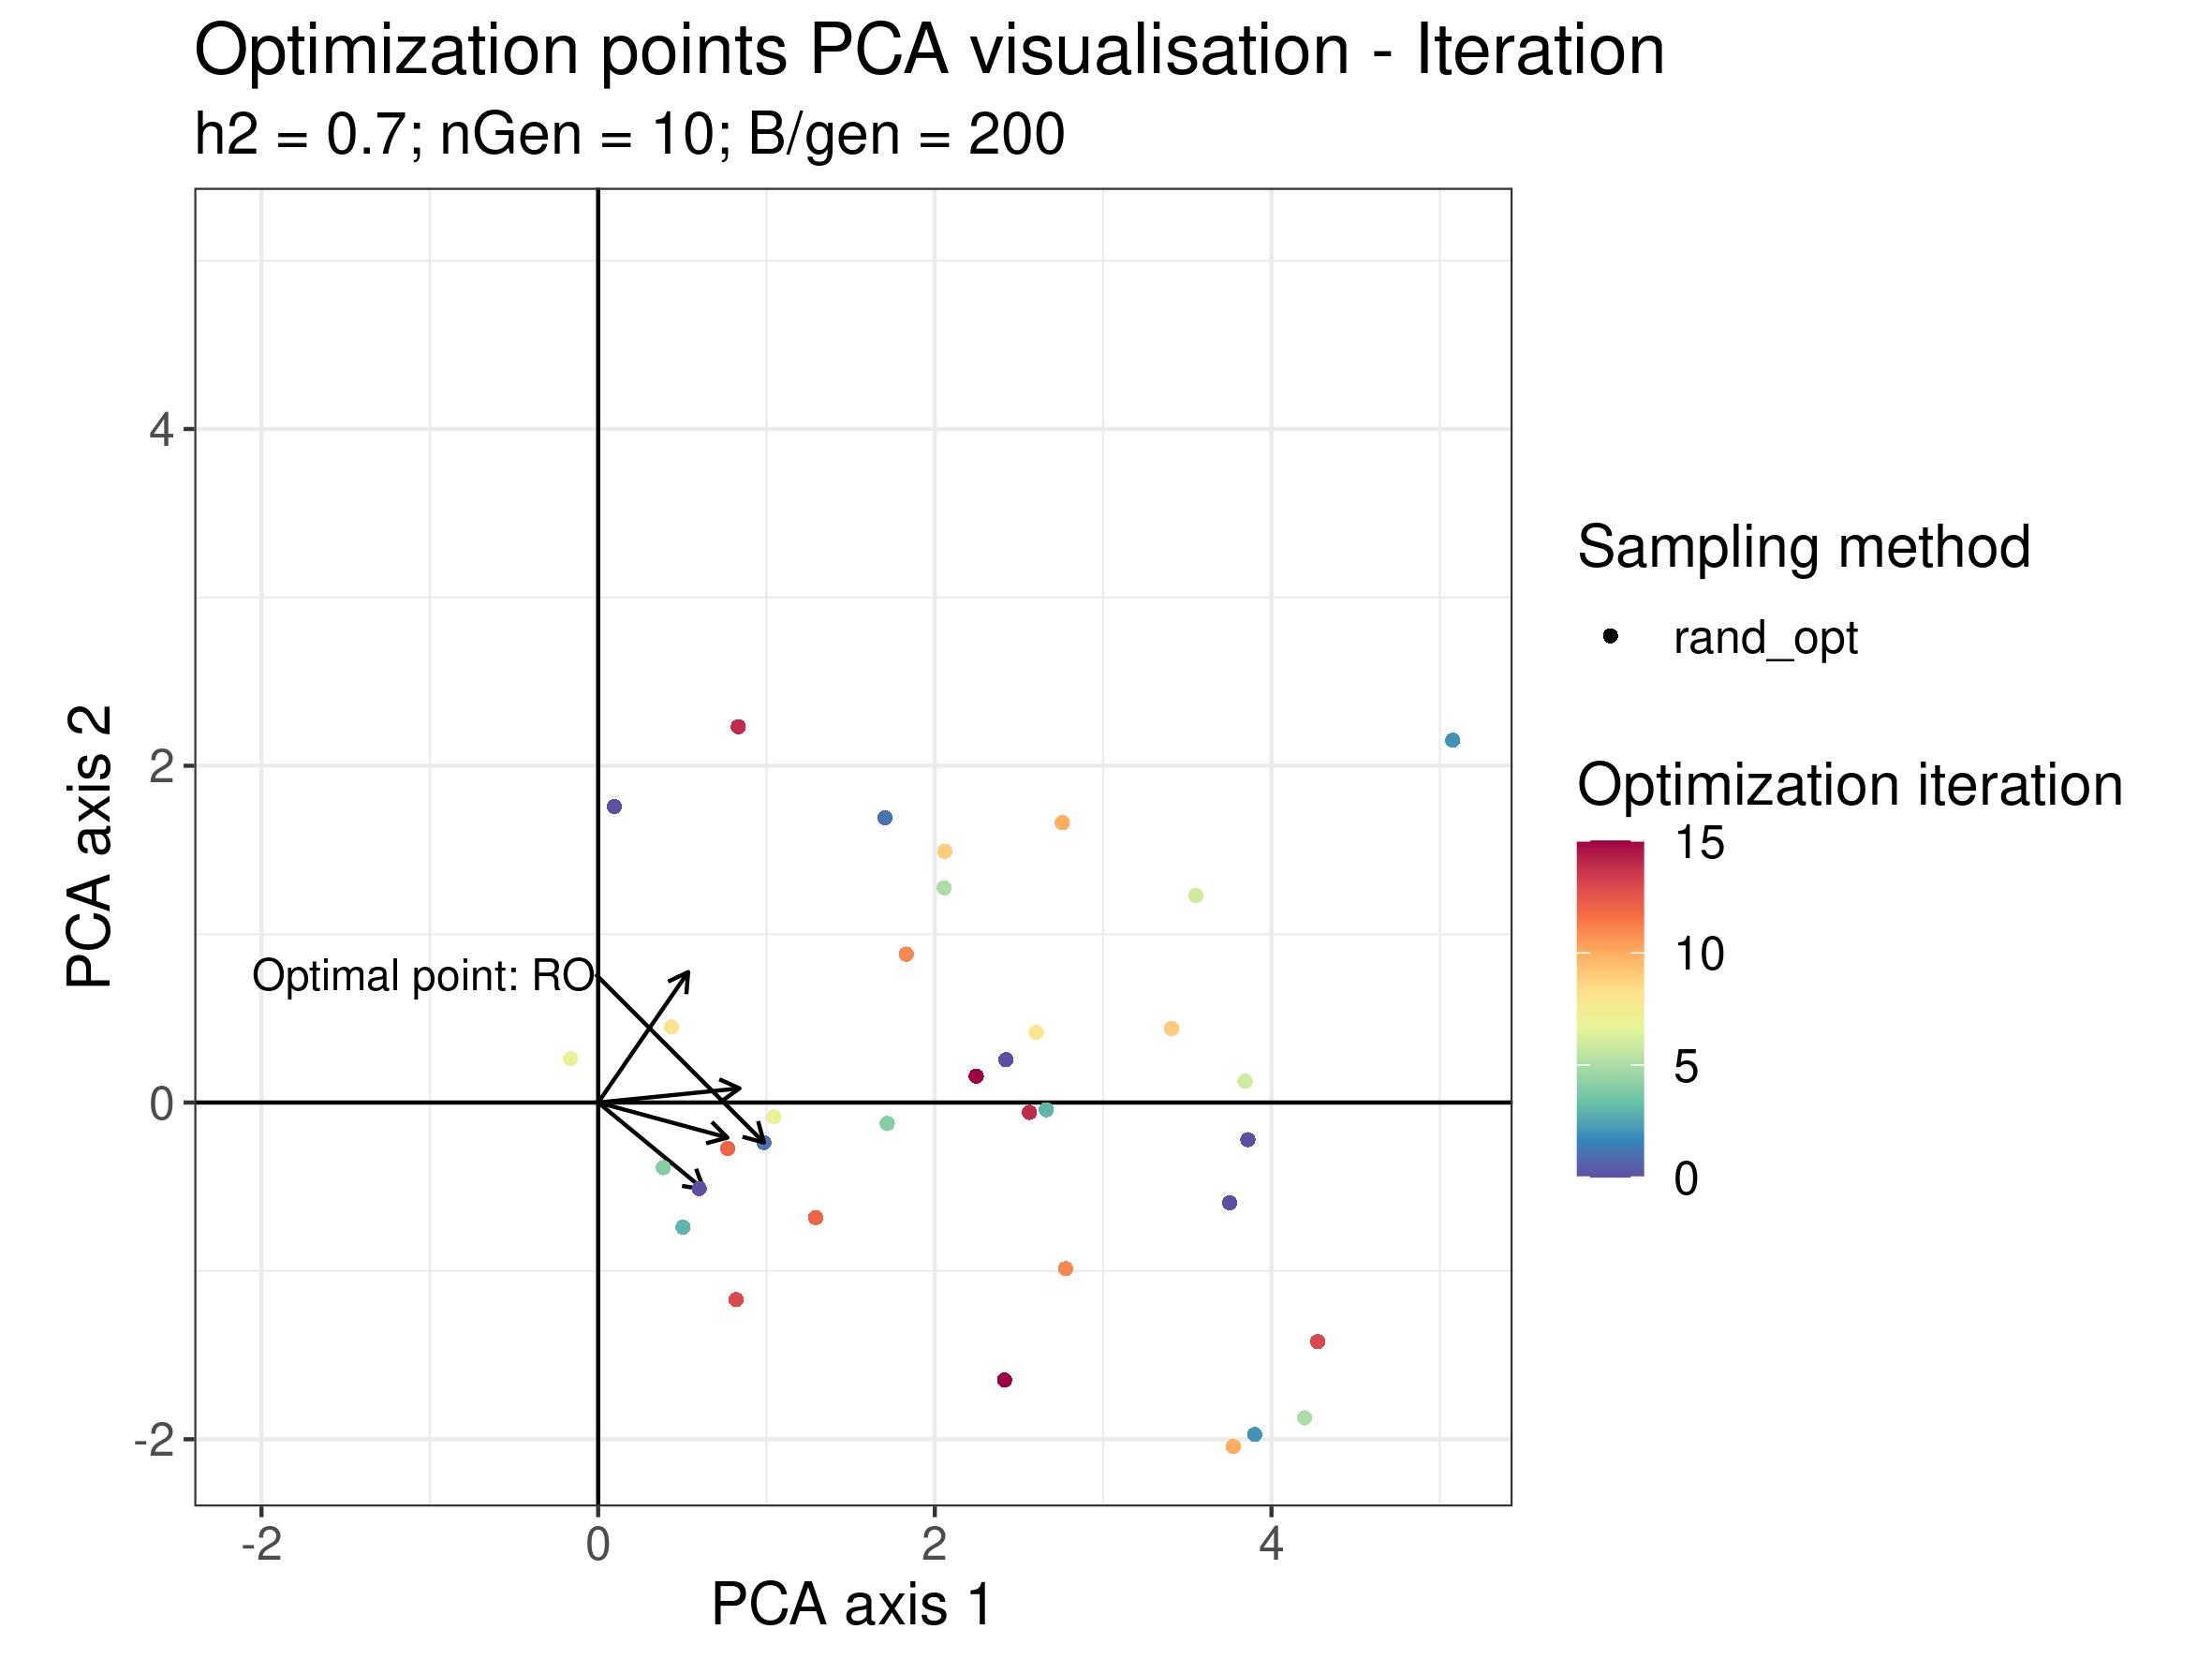 Optimization points PCA visualisation - Iteration
h2 = 0.7; nGen = 10; B/gen = 200
PCA axis 2
4
2
0
-2
Optimal point: RO
-2
0
2
4
PCA axis 1
Sampling method
rand_opt
Optimization iteration
15
10
5
0